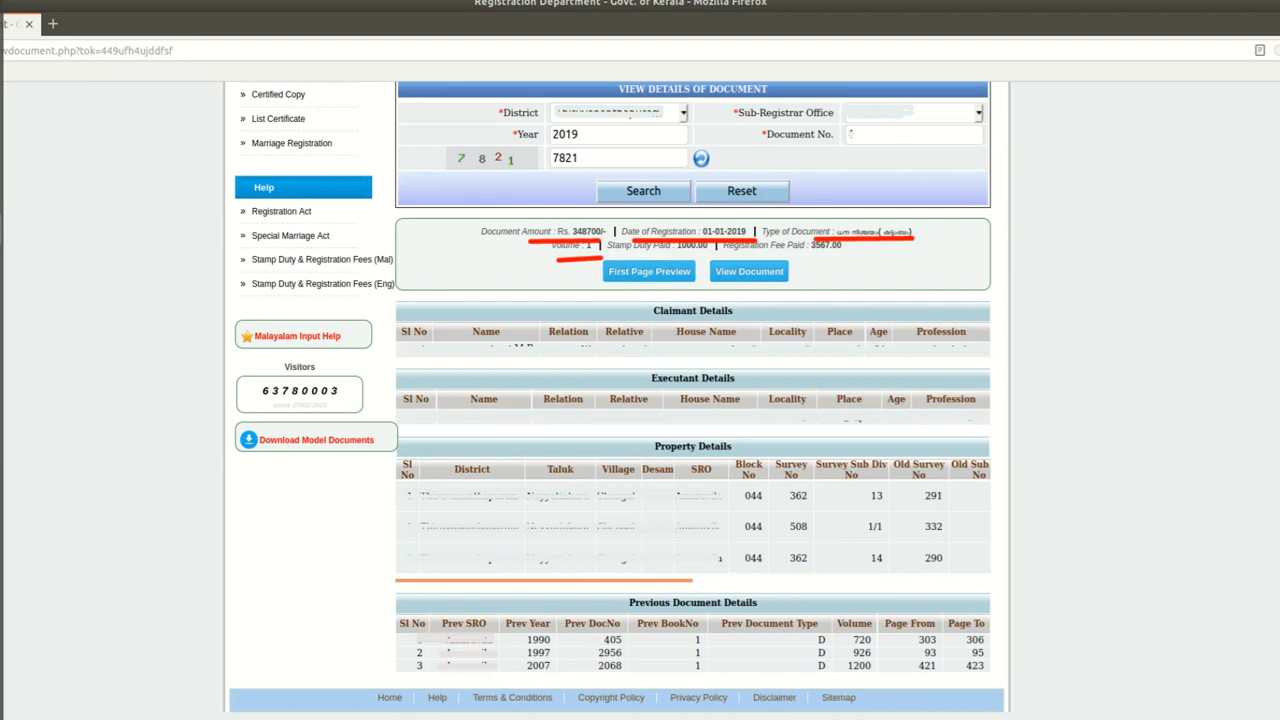 Registration Department - Govt. of Kerala - Mozilla Firefox
wdocument.php?tok=449ufh4ujddfsf
» Certified Copy
» List Certificate
» Marriage Registration
Help
» Registration Act
» Special Marriage Act
» Stamp Duty & Registration Fees (Mal)
» Stamp Duty & Registration Fees (Eng)
Malayalam Input Help
Visitors
63780003
Download Model Documents
VIEW DETAILS OF DOCUMENT
*District *Sub-Registrar Office
*Year 2019 *Document No.
7 8 2 1 7821
Search Reset
Document Amount : Rs. 348700/- Date of Registration : 01-01-2019 Type of Document : ധന നിശ്ചയം( കുടുംബം)
Volume : 1 Stamp Duty Paid : 1000.00 Registration Fee Paid : 3567.00
First Page Preview View Document
Claimant Details
Sl No Name Relation Relative House Name Locality Place Age Profession
Executant Details
Sl No Name Relation Relative House Name Locality Place Age Profession
Property Details
Sl No District Taluk Village Desam SRO Block No Survey No Survey Sub Div No Old Survey No Old Sub No
044 362 13 291
044 508 1/1 332
044 362 14 290
Previous Document Details
Sl No Prev SRO Prev Year Prev DocNo Prev BookNo Prev Document Type Volume Page From Page To
1990 405 1 D 720 303 306
2 1997 2956 1 D 926 93 95
3 2007 2068 1 D 1200 421 423
Home Help Terms & Conditions Copyright Policy Privacy Policy Disclaimer Sitemap